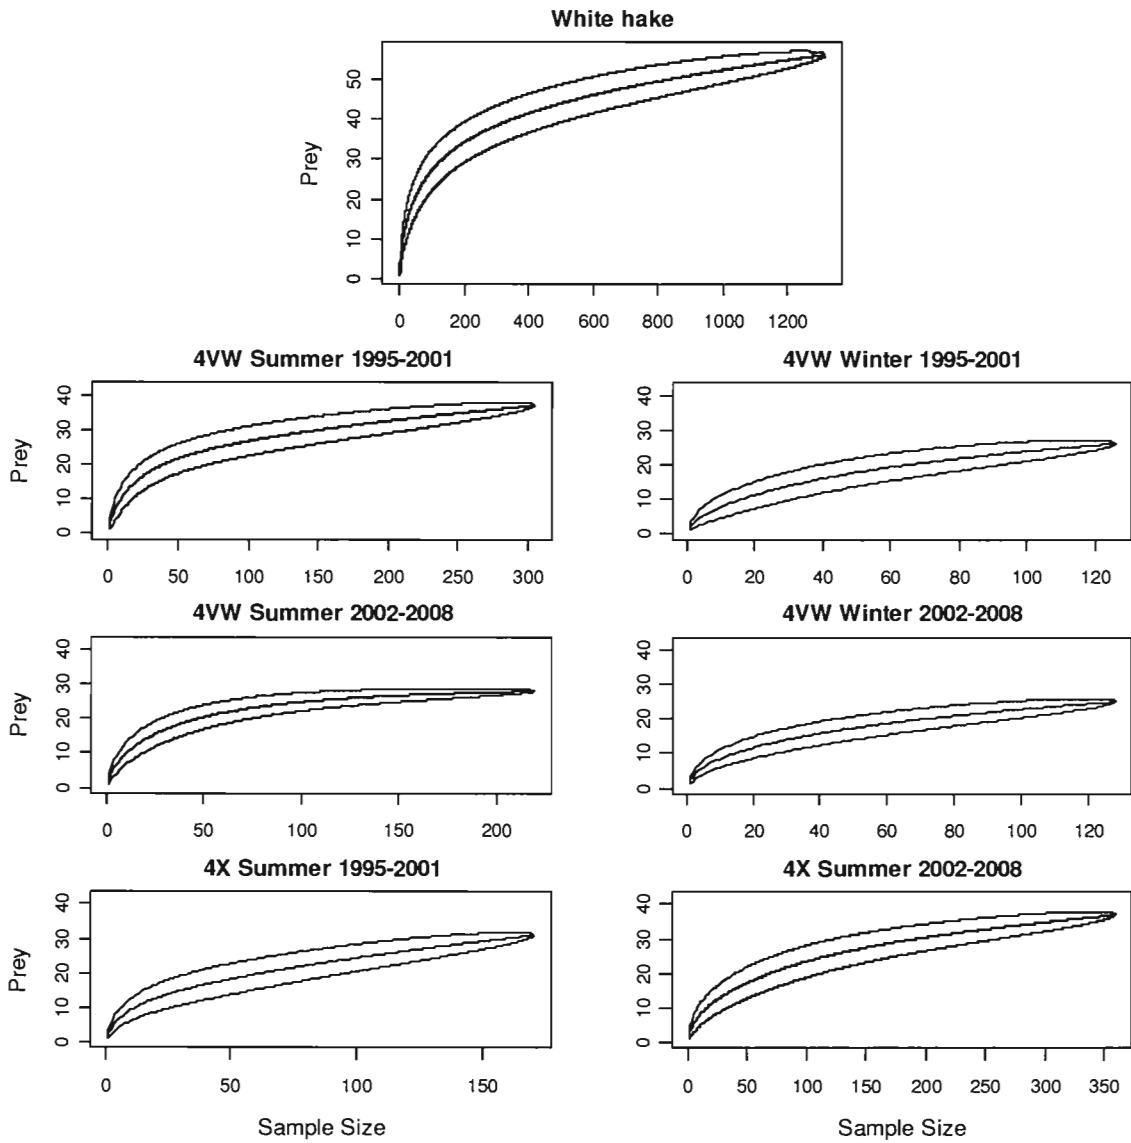 White hake
Prey
50
40
30
20
10
0
0 200 400 600 800 1000 1200
4VW Summer 1995-2001
Prey
40
30
20
10
0
0 50 100 150 200 250 300
4VW Winter 1995-2001
40
30
20
10
0
0 20 40 60 80 100 120
4VW Summer 2002-2008
Prey
40
30
20
10
0
0 50 100 150 200
4VW Winter 2002-2008
40
30
20
10
0
0 20 40 60 80 100 120
4X Summer 1995-2001
Prey
40
30
20
10
0
0 50 100 150
Sample Size
4X Summer 2002-2008
40
30
20
10
0
0 50 100 150 200 250 300 350
Sample Size